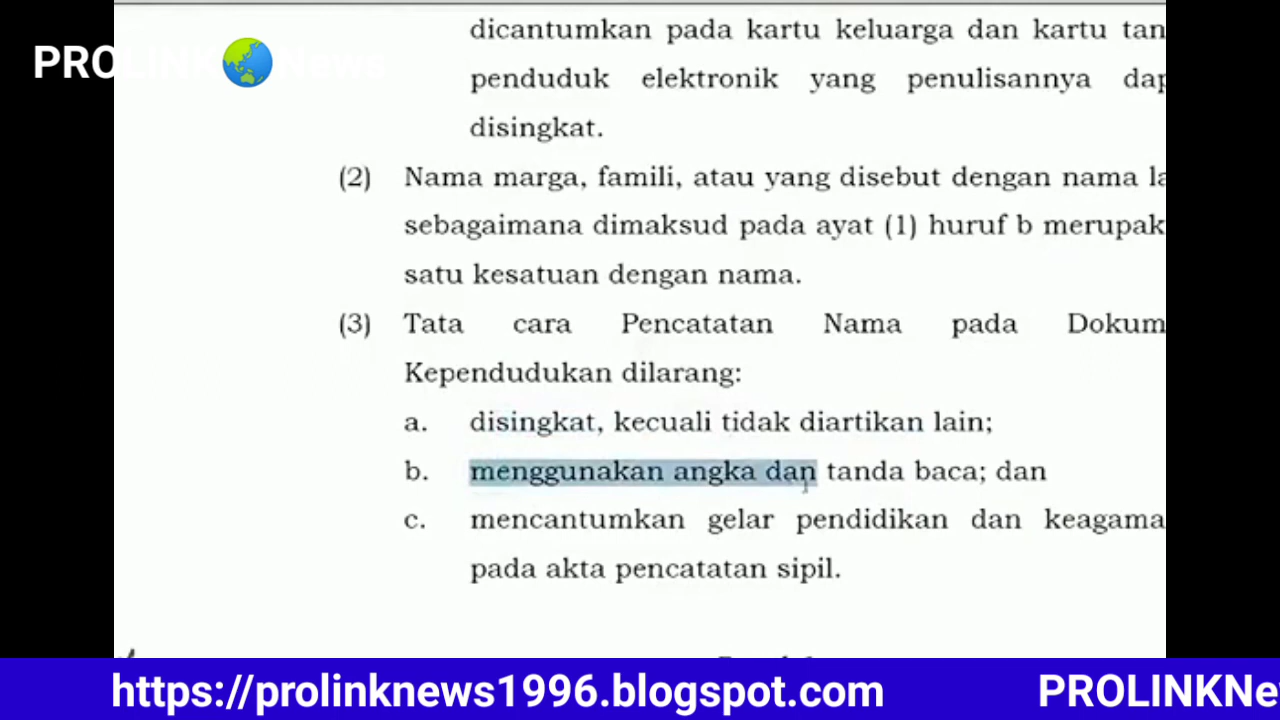 dicantumkan pada kartu keluarga dan kartu tan
PROLINK News
penduduk elektronik yang penulisannya dap
disingkat.
(2) Nama marga, famili, atau yang disebut dengan nama la
sebagaimana dimaksud pada ayat (1) huruf b merupak
satu kesatuan dengan nama.
(3) Tata cara Pencatatan Nama pada Dokum
Kependudukan dilarang:
a. disingkat, kecuali tidak diartikan lain;
b. menggunakan angka dan tanda baca; dan
c. mencantumkan gelar pendidikan dan keagama
pada akta pencatatan sipil.
https://prolinknews1996.blogspot.com PROLINKNe